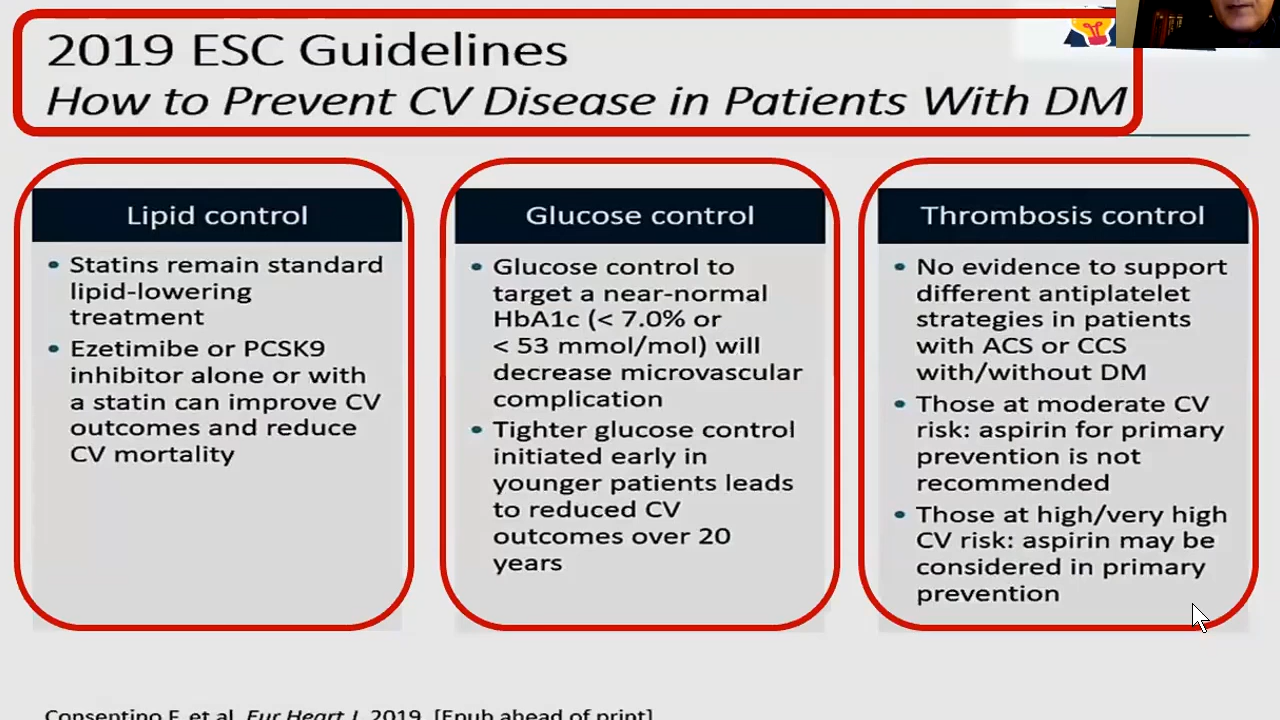 2019 ESC Guidelines
How to Prevent CV Disease in Patients With DM
Lipid control
• Statins remain standard
lipid-lowering
treatment
• Ezetimibe or PCSK9
inhibitor alone or with
a statin can improve CV
outcomes and reduce
CV mortality
Glucose control
• Glucose control to
target a near-normal
HbA1c (< 7.0% or
< 53 mmol/mol) will
decrease microvascular
complication
• Tighter glucose control
initiated early in
younger patients leads
to reduced CV
outcomes over 20
years
Thrombosis control
• No evidence to support
different antiplatelet
strategies in patients
with ACS or CCS
with/without DM
• Those at moderate CV
risk: aspirin for primary
prevention is not
recommended
• Those at high/very high
CV risk: aspirin may be
considered in primary
prevention
Consentino F, et al. Eur Heart J. 2019. [Epub ahead of print]